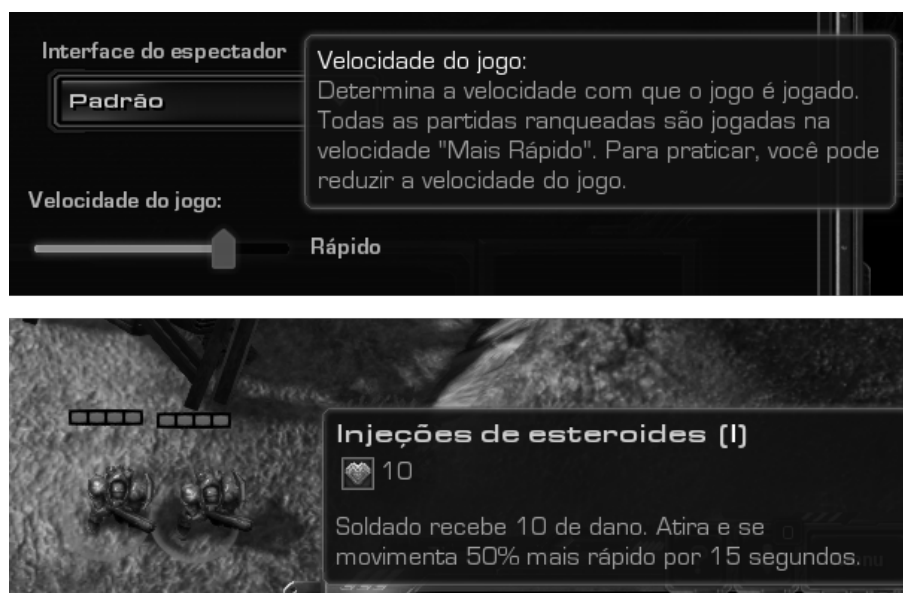 Interface do espectador
Padrão
Velocidade do jogo:
Determina a velocidade com que o jogo é jogado.
Todas as partidas ranqueadas são jogadas na
velocidade "Mais Rápido". Para praticar, você pode
reduzir a velocidade do jogo.
Velocidade do jogo:
Rápido
Injeções de esteroides (I)
10
Soldado recebe 10 de dano. Atira e se
movimenta 50% mais rápido por 15 segundos.